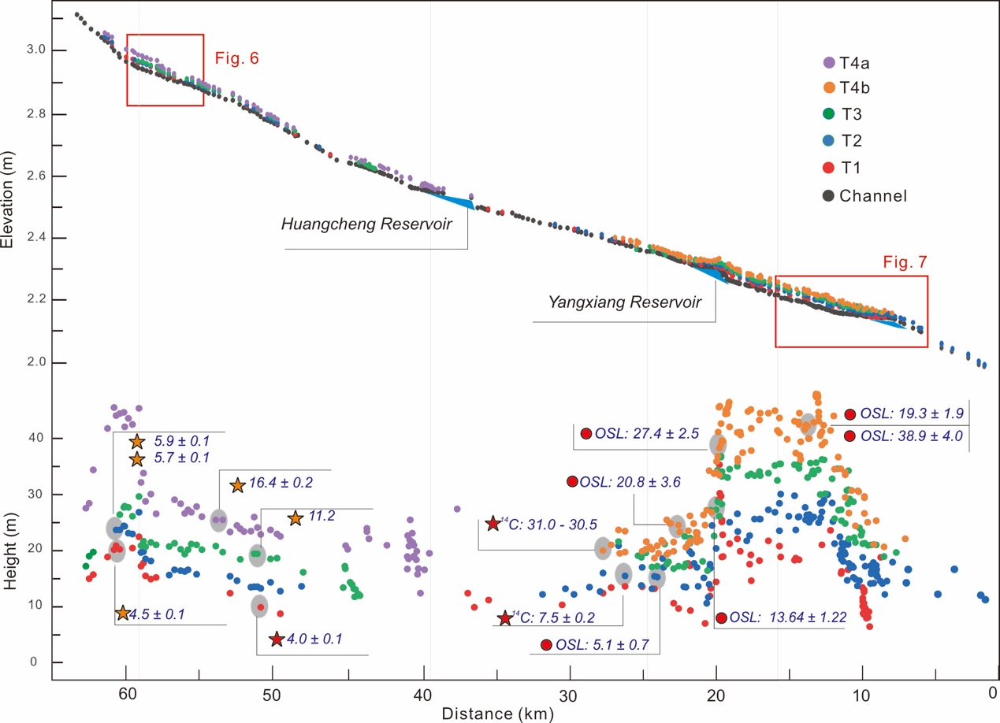 Elevation (m)
3.0
2.8
2.6
2.4
2.2
2.0
Fig. 6
T4a
T4b
T3
T2
T1
Channel
Huangcheng Reservoir
Fig. 7
Yangxiang Reservoir
Height (m)
40
30
20
10
0
5.9 ± 0.1
5.7 ± 0.1
16.4 ± 0.2
11.2
4.5 ± 0.1
4.0 ± 0.1
OSL: 27.4 ± 2.5
OSL: 20.8 ± 3.6
¹⁴C: 31.0 - 30.5
¹⁴C: 7.5 ± 0.2
OSL: 5.1 ± 0.7
OSL: 19.3 ± 1.9
OSL: 38.9 ± 4.0
OSL: 13.64 ± 1.22
60
50
40
30
20
10
0
Distance (km)